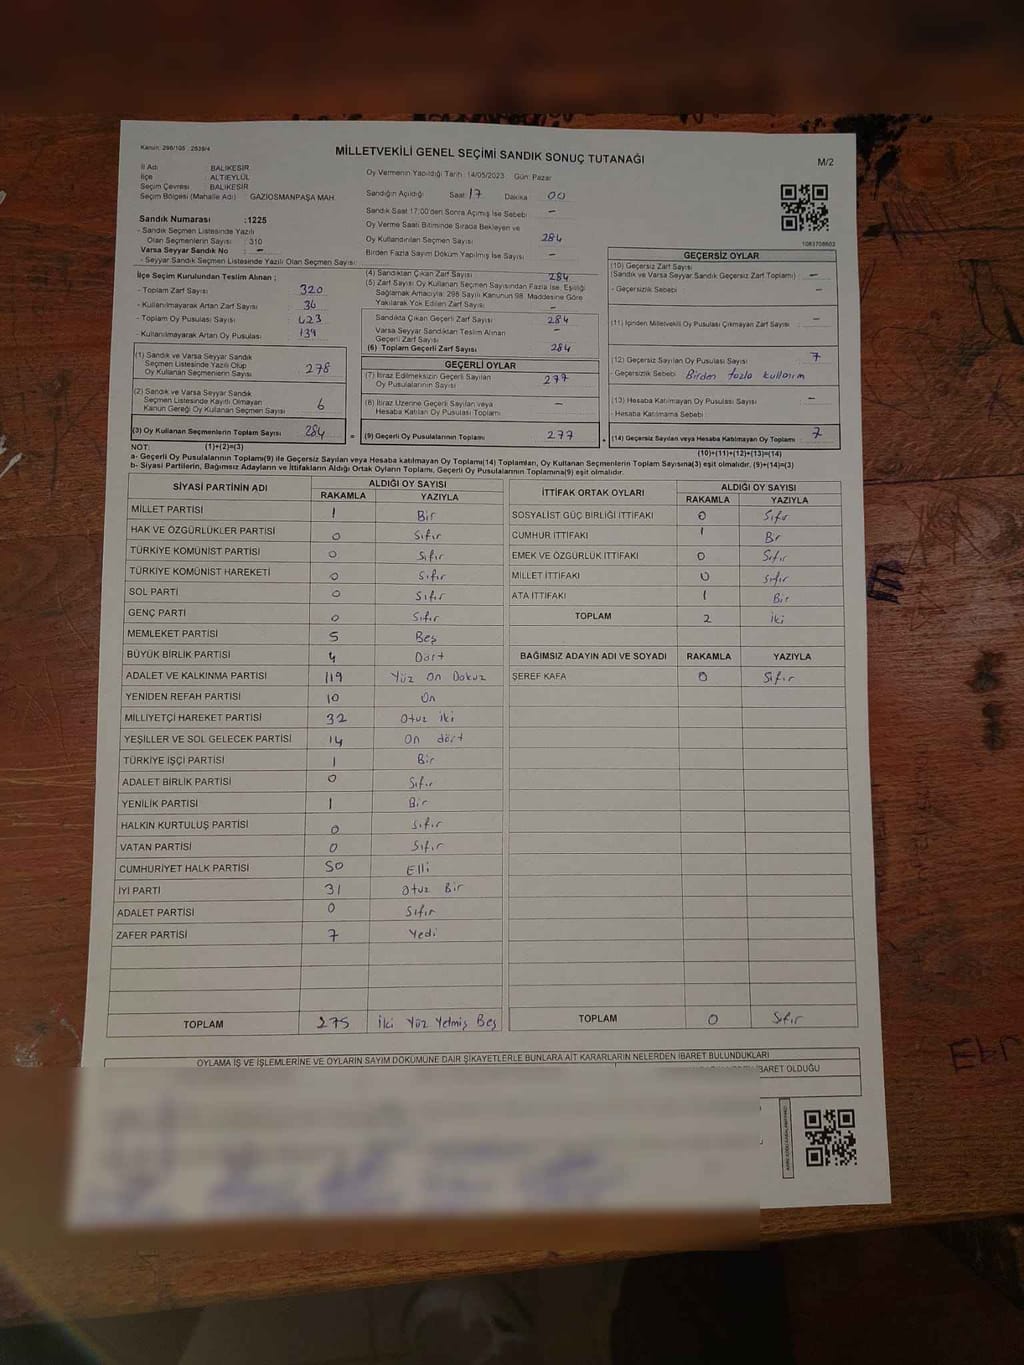 Kanun: 298/105 , 2839/4
MİLLETVEKİLİ GENEL SEÇİMİ SANDIK SONUÇ TUTANAĞI
M/2
İl Adı : BALIKESİR
İlçe : ALTIEYLÜL
Seçim Çevresi : BALIKESİR
Seçim Bölgesi (Mahalle Adı) GAZİOSMANPAŞA MAH.
Oy Vermenin Yapıldığı Tarih : 14/05/2023 Gün: Pazar
Sandığın Açıldığı Saat 17 Dakika 00
Sandık Saat 17:00'den Sonra Açımış İse Sebebi : -
Oy Verme Saati Bitiminde Sırada Bekleyen ve
Oy Kullandırılan Seçmen Sayısı : 284
Birden Fazla Sayım Döküm Yapılmış İse Sayısı : -
Sandık Numarası :1225
- Sandık Seçmen Listesinde Yazılı
Olan Seçmenlerin Sayısı : 310
Varsa Seyyar Sandık No : -
- Seyyar Sandık Seçmen Listesinde Yazılı Olan Seçmen Sayısı:
İlçe Seçim Kurulundan Teslim Alınan ;
- Toplam Zarf Sayısı : 320
- Kullanılmayarak Artan Zarf Sayısı : 36
- Toplam Oy Pusulası Sayısı : 423
- Kullanılmayarak Artan Oy Pusulası : 139
(1) Sandık ve Varsa Seyyar Sandık
Seçmen Listesinde Yazılı Olup
Oy Kullanan Seçmenlerin Sayısı : 278
(2) Sandık ve Varsa Seyyar Sandık
Seçmen Listesinde Kayıtlı Olmayan
Kanun Gereği Oy Kullanan Seçmen Sayısı : 6
(3) Oy Kullanan Seçmenlerin Toplam Sayısı : 284
(4) Sandıktan Çıkan Zarf Sayısı : 284
(5) Zarf Sayısı Oy Kullanan Seçmen Sayısından Fazla İse, Eşitliği
Sağlamak Amacıyla; 298 Sayılı Kanunun 98. Maddesine Göre
Yakılarak Yok Edilen Zarf Sayısı : -
Sandıkta Çıkan Geçerli Zarf Sayısı : 284
Varsa Seyyar Sandıktan Teslim Alınan
Geçerli Zarf Sayısı : -
(6) Toplam Geçerli Zarf Sayısı : 284
GEÇERLİ OYLAR
(7) İtiraz Edilmeksizin Geçerli Sayılan
Oy Pusulalarının Sayısı : 277
(8) İtiraz Üzerine Geçerli Sayılan veya
Hesaba Katılan Oy Pusulası Toplamı : -
= (9) Geçerli Oy Pusulalarının Toplamı : 277
1083708602
GEÇERSİZ OYLAR
(10) Geçersiz Zarf Sayısı
(Sandık ve Varsa Seyyar Sandık Geçersiz Zarf Toplamı) : -
- Geçersizlik Sebebi : -
(11) İçinden Milletvekili Oy Pusulası Çıkmayan Zarf Sayısı : -
(12) Geçersiz Sayılan Oy Pusulası Sayısı : 7
Geçersizlik Sebebi : Birden fazla kullanım
(13) Hesaba Katılmayan Oy Pusulası Sayısı : -
Hesaba Katılmama Sebebi :
+ (14) Geçersiz Sayılan veya Hesaba Katılmayan Oy Toplamı : 7
NOT: (1)+(2)=(3) (10)+(11)+(12)+(13)=(14)
a- Geçerli Oy Pusulalarının Toplamı(9) ile Geçersiz Sayılan veya Hesaba katılmayan Oy Toplamı(14) Toplamları, Oy Kullanan Seçmenlerin Toplam Sayısına(3) eşit olmalıdır. (9)+(14)=(3)
b- Siyasi Partilerin, Bağımsız Adayların ve İttifakların Aldığı Ortak Oyların Toplamı, Geçerli Oy Pusulalarının Toplamına(9) eşit olmalıdır.
SİYASİ PARTİNİN ADI ALDIĞI OY SAYISI
RAKAMLA YAZIYLA
MİLLET PARTİSİ 1 Bir
HAK VE ÖZGÜRLÜKLER PARTİSİ 0 Sıfır
TÜRKİYE KOMÜNİST PARTİSİ 0 Sıfır
TÜRKİYE KOMÜNİST HAREKETİ 0 Sıfır
SOL PARTİ 0 Sıfır
GENÇ PARTİ 0 Sıfır
MEMLEKET PARTİSİ 5 Beş
BÜYÜK BİRLİK PARTİSİ 4 Dört
ADALET VE KALKINMA PARTİSİ 119 Yüz On Dokuz
YENİDEN REFAH PARTİSİ 10 On
MİLLİYETÇİ HAREKET PARTİSİ 32 Otuz iki
YEŞİLLER VE SOL GELECEK PARTİSİ 14 On dört
TÜRKİYE İŞÇİ PARTİSİ 1 Bir
ADALET BİRLİK PARTİSİ 0 Sıfır
YENİLİK PARTİSİ 1 Bir
HALKIN KURTULUŞ PARTİSİ 0 Sıfır
VATAN PARTİSİ 0 Sıfır
CUMHURİYET HALK PARTİSİ 50 Elli
İYİ PARTİ 31 Otuz Bir
ADALET PARTİSİ 0 Sıfır
ZAFER PARTİSİ 7 Yedi
TOPLAM 275 İki Yüz Yetmiş Beş
İTTİFAK ORTAK OYLARI ALDIĞI OY SAYISI
RAKAMLA YAZIYLA
SOSYALİST GÜÇ BİRLİĞİ İTTİFAKI 0 Sıfır
CUMHUR İTTİFAKI 1 Bir
EMEK VE ÖZGÜRLÜK İTTİFAKI 0 Sıfır
MİLLET İTTİFAKI 0 Sıfır
ATA İTTİFAKI 1 Bir
TOPLAM 2 İki
BAĞIMSIZ ADAYIN ADI VE SOYADI RAKAMLA YAZIYLA
ŞEREF KAFA 0 Sıfır
TOPLAM 0 Sıfır
OYLAMA İŞ VE İŞLEMLERİNE VE OYLARIN SAYIM DÖKÜMÜNE DAİR ŞİKAYETLERLE BUNLARA AİT KARARLARIN NELERDEN İBARET BULUNDUKLARI
İBARET OLDUĞU
Ebr